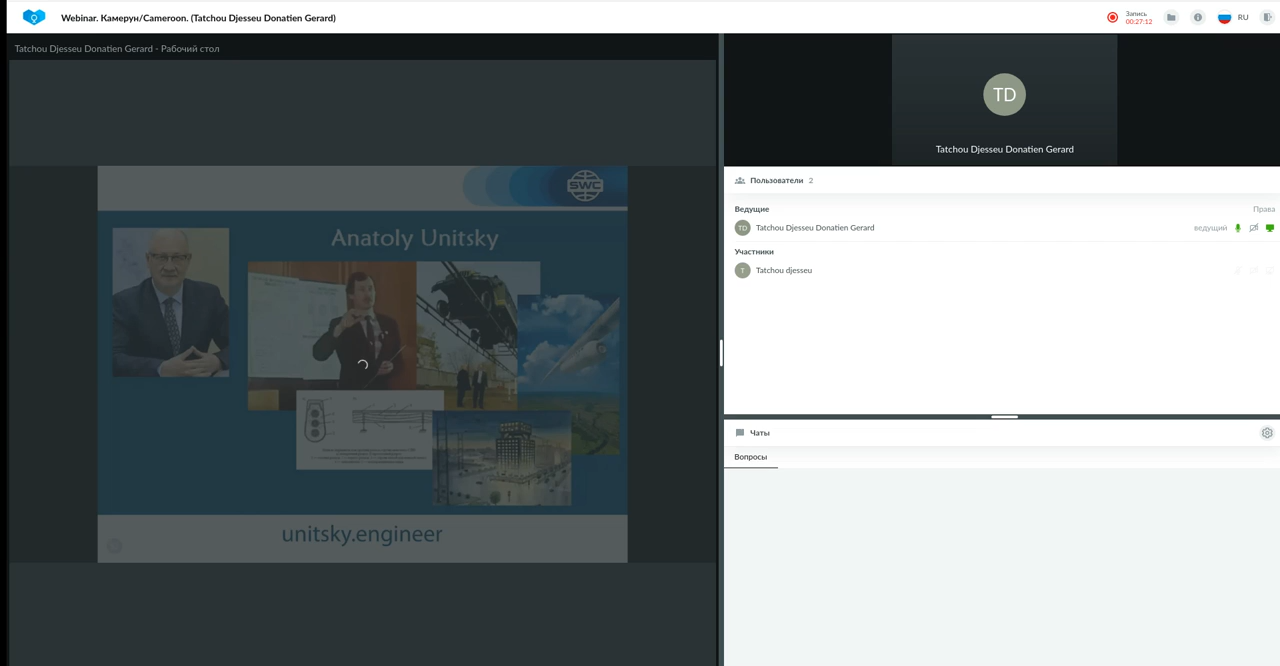 Webinar. Камерун/Cameroon. (Tatchou Djesseu Donatien Gerard)
Запись
00:27:12
RU
Tatchou Djesseu Donatien Gerard - Рабочий стол
SWC
Anatoly Unitsky
unitsky.engineer
TD
Tatchou Djesseu Donatien Gerard
Пользователи 2
Ведущие Права
TD Tatchou Djesseu Donatien Gerard ведущий
Участники
T Tatchou djesseu
Чаты
Вопросы